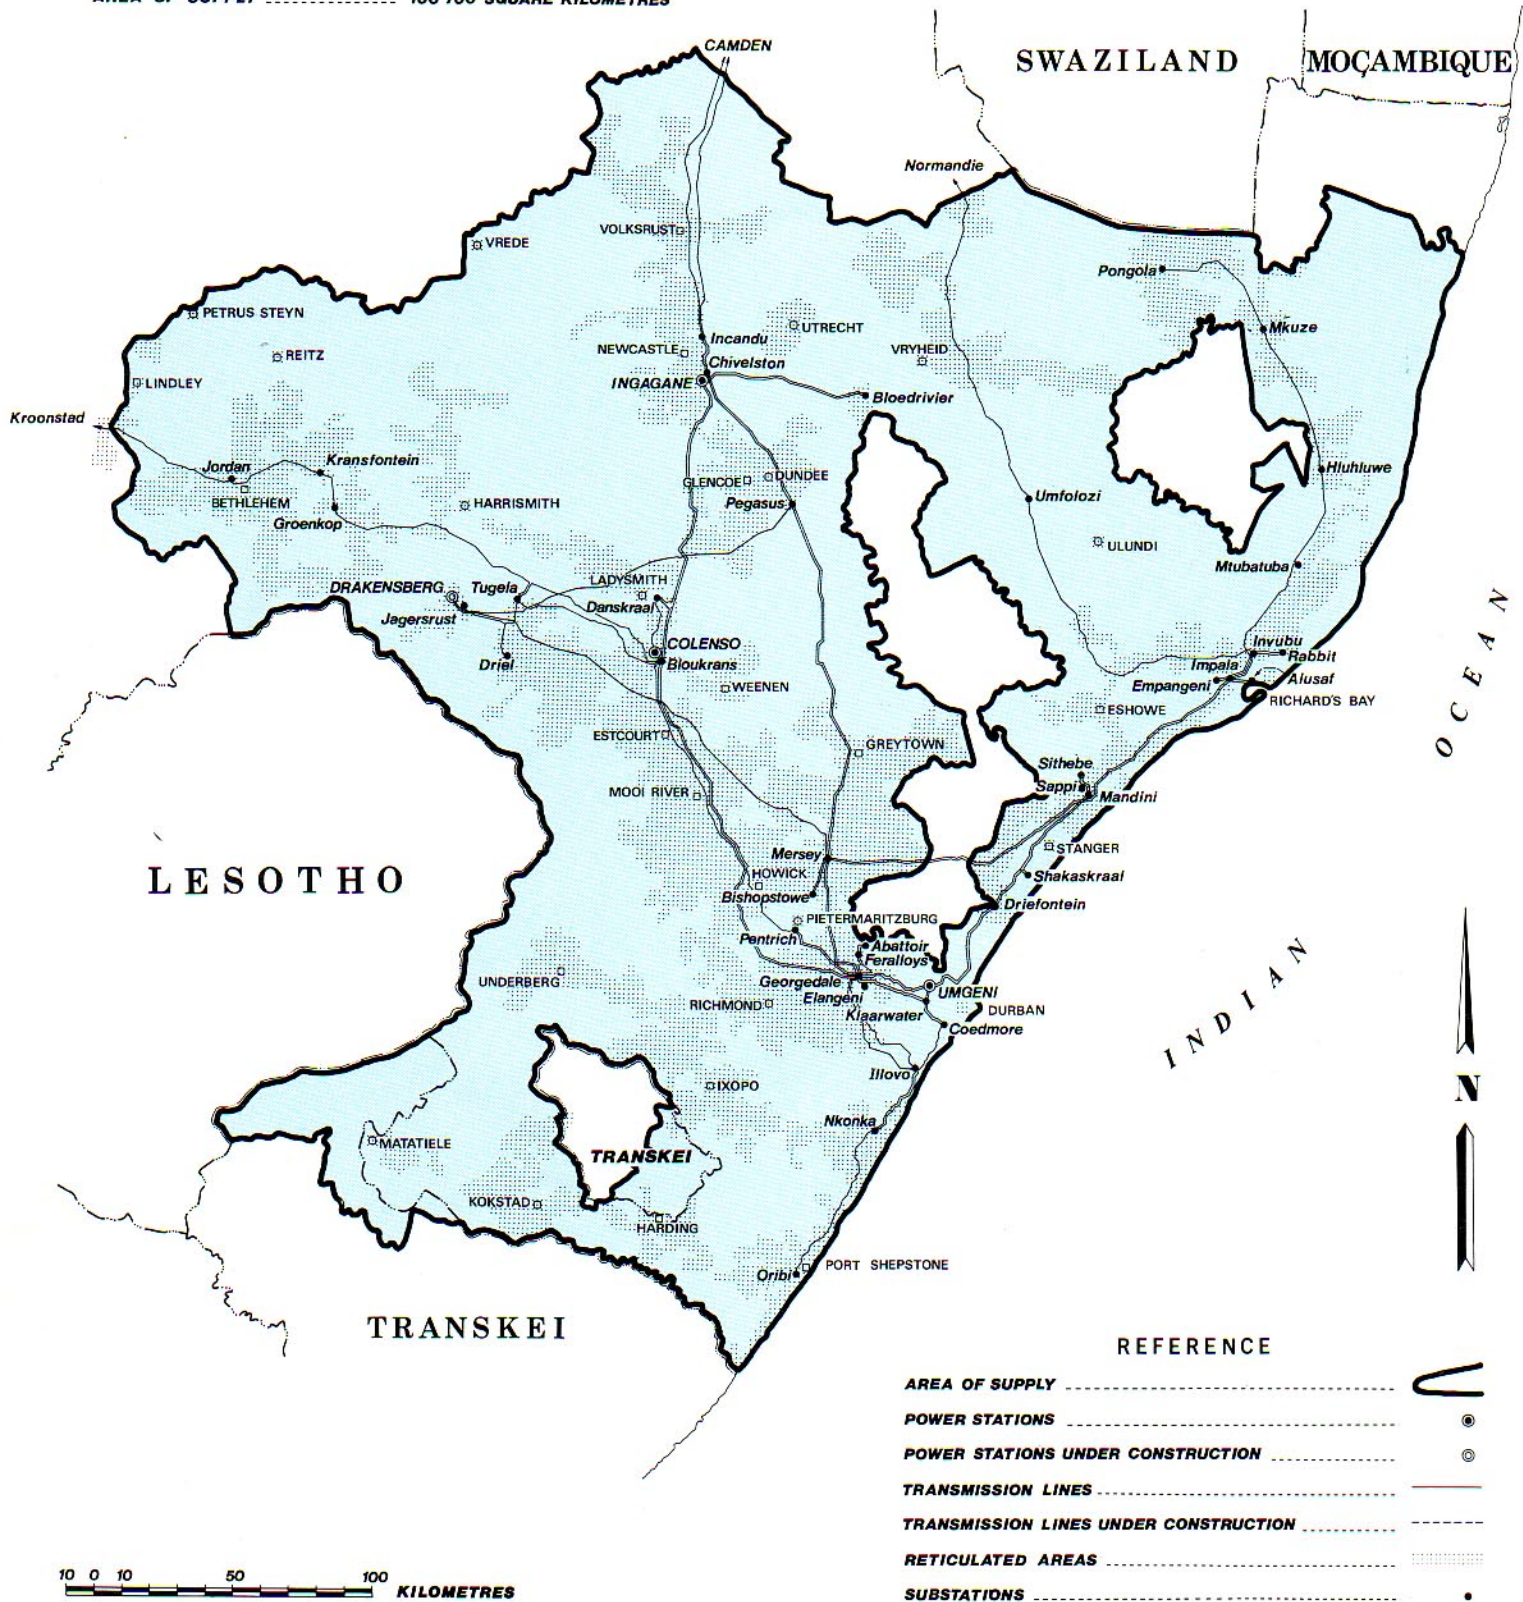 CAMDEN
SWAZILAND
MOÇAMBIQUE
Normandie
VOLKSRUST
VREDE
Pongola
PETRUS STEYN
UTRECHT
Mkuze
Incandu
NEWCASTLE
VRYHEID
REITZ
Chivelston
LINDLEY
INGAGANE
Bloedrivier
Kroonstad
Jordan
Kransfontein
Hluhluwe
GLENCOE
DUNDEE
BETHLEHEM
HARRISMITH
Pegasus
Umfolozi
Groenkop
ULUNDI
Mtubatuba
DRAKENSBERG
Tugela
LADYSMITH
Danskraal
Jagersrust
COLENSO
Invubu
Rabbit
Driel
Bloukrans
Impala
Alusaf
WEENEN
Empangeni
RICHARD'S BAY
ESHOWE
ESTCOURT
GREYTOWN
Sithebe
MOOI RIVER
Sappi
Mandini
STANGER
Mersey
LESOTHO
HOWICK
Shakaskraal
Bishopstowe
Driefontein
PIETERMARITZBURG
Pentrich
Abattoir
Feralloys
UNDERBERG
Georgedale
Elangeni
UMGENI
RICHMOND
Klaarwater
DURBAN
Coedmore
INDIAN OCEAN
Illovo
IXOPO
N
Nkonka
MATATIELE
TRANSKEI
KOKSTAD
HARDING
PORT SHEPSTONE
Oribi
TRANSKEI
REFERENCE
AREA OF SUPPLY
POWER STATIONS
POWER STATIONS UNDER CONSTRUCTION
TRANSMISSION LINES
TRANSMISSION LINES UNDER CONSTRUCTION
RETICULATED AREAS
SUBSTATIONS
10 0 10 50 100 KILOMETRES